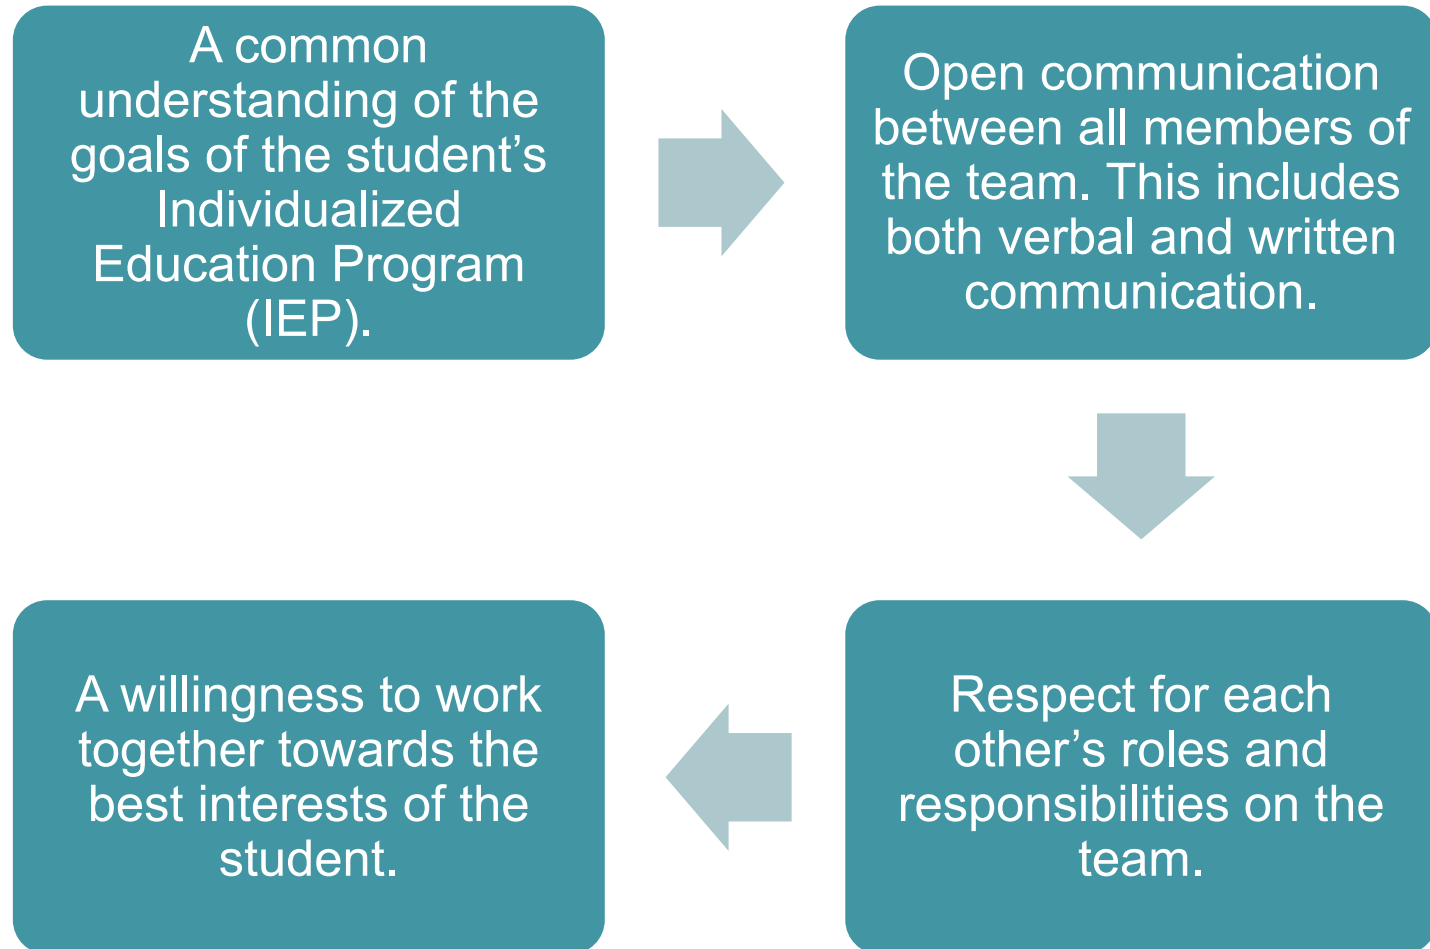 A common
understanding of the
goals of the student’s
Individualized
Education Program
(IEP).
Open communication
between all members of
the team. This includes
both verbal and written
communication.
Respect for each
other’s roles and
responsibilities on the
team.
A willingness to work
together towards the
best interests of the
student.